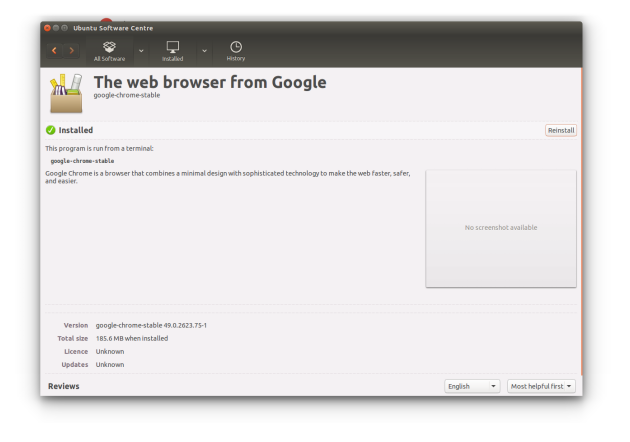 Ubuntu Software Centre
All Software
Installed
History
The web browser from Google
google-chrome-stable
Installed
Reinstall
This program is run from a terminal:
google-chrome-stable
Google Chrome is a browser that combines a minimal design with sophisticated technology to make the web faster, safer,
and easier.
No screenshot available
Version google-chrome-stable 49.0.2623.75-1
Total size 185.6 MB when installed
Licence Unknown
Updates Unknown
Reviews
English
Most helpful first